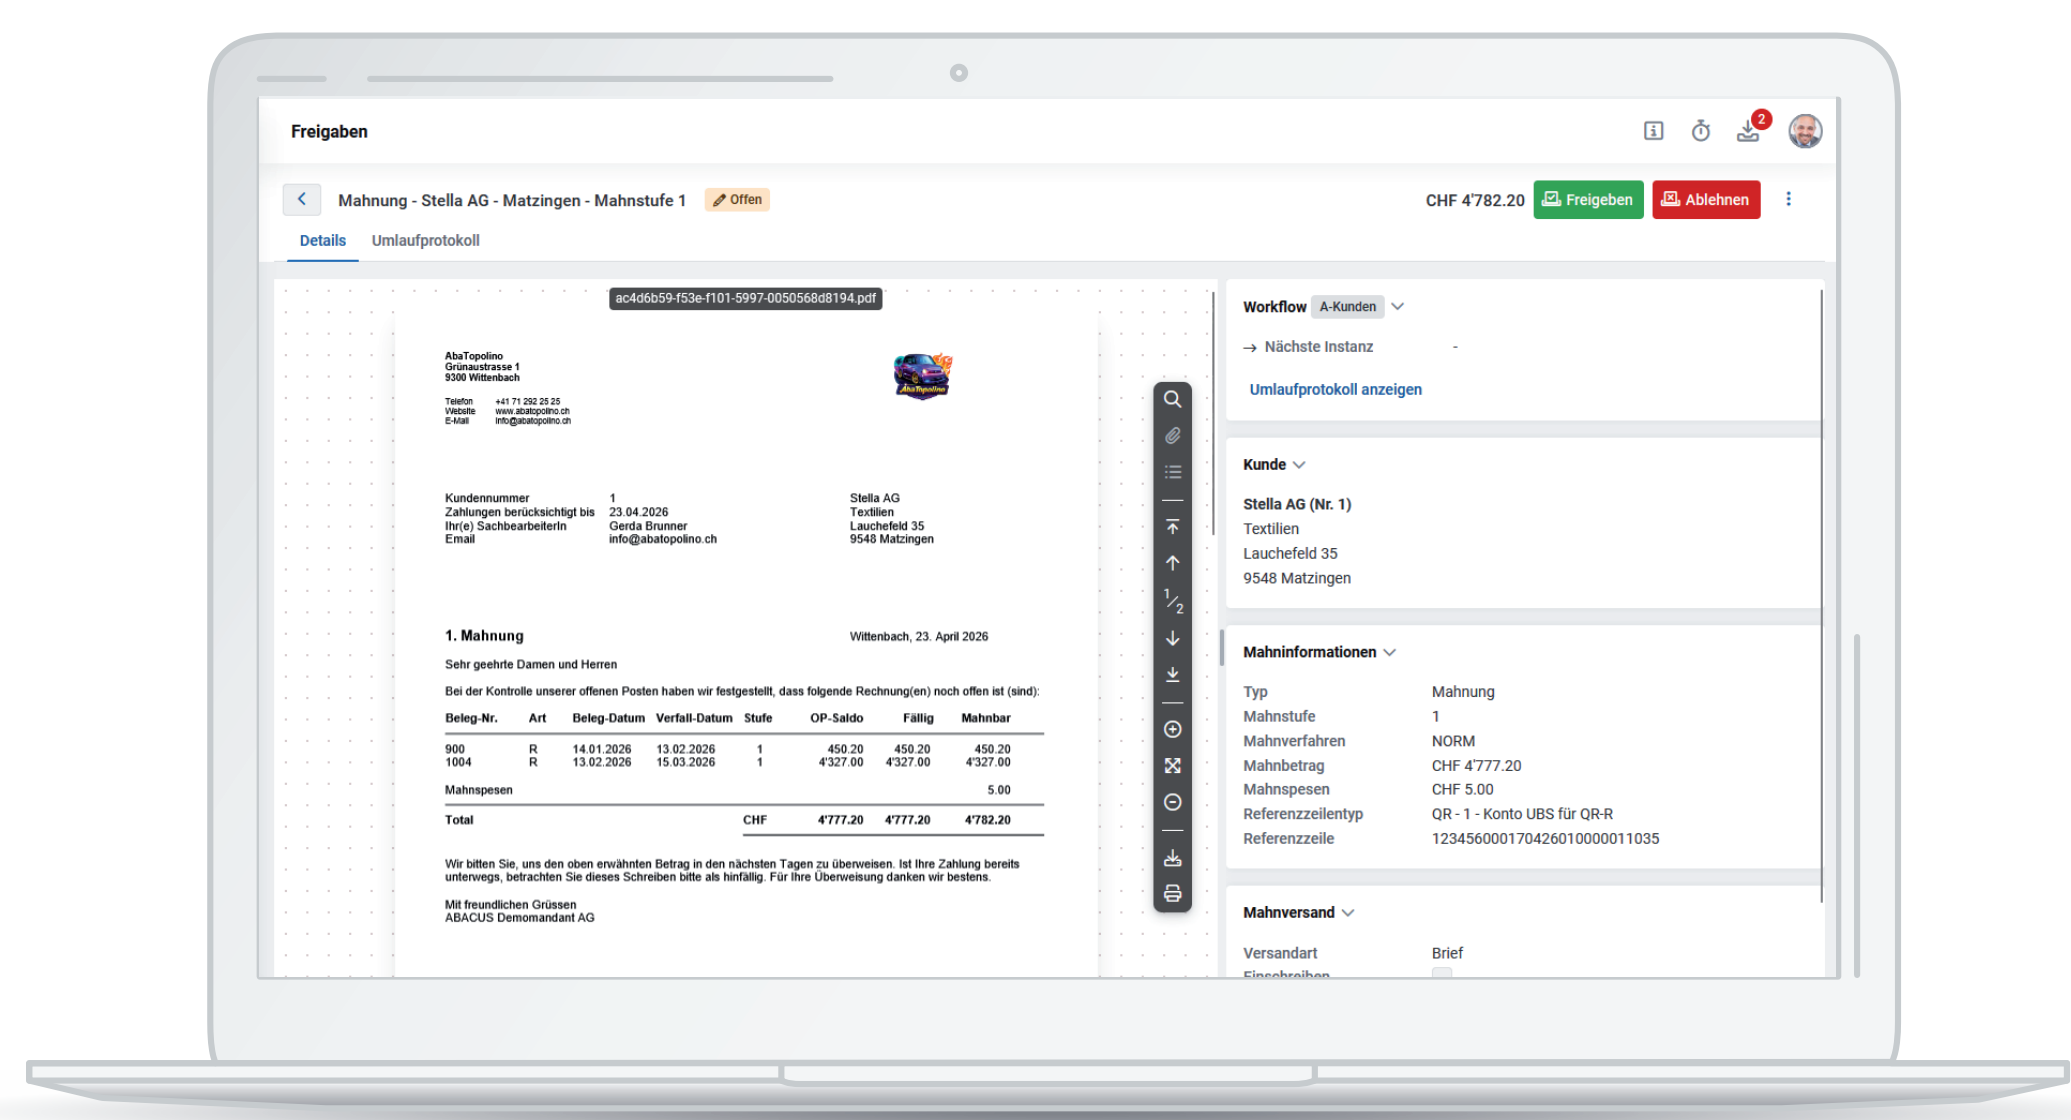 Freigaben
2
Mahnung - Stella AG - Matzingen - Mahnstufe 1
Offen
CHF 4'782.20
Freigeben
Ablehnen
Details
Umlaufprotokoll
ac4d6b59-f53e-f101-5997-0050568d8194.pdf
AbaTopolino
Grünaustrasse 1
9300 Wittenbach
Telefon +41 71 292 25 25
Website www.abatopolino.ch
E-Mail info@abatopolino.ch
AbaTopolino
Kundennummer 1
Zahlungen berücksichtigt bis 23.04.2026
Ihr(e) SachbearbeiterIn Gerda Brunner
Email info@abatopolino.ch
Stella AG
Textilien
Lauchefeld 35
9548 Matzingen
1. Mahnung
Wittenbach, 23. April 2026
Sehr geehrte Damen und Herren
Bei der Kontrolle unserer offenen Posten haben wir festgestellt, dass folgende Rechnung(en) noch offen ist (sind):
Beleg-Nr. Art Beleg-Datum Verfall-Datum Stufe OP-Saldo Fällig Mahnbar
900 R 14.01.2026 13.02.2026 1 450.20 450.20 450.20
1004 R 13.02.2026 15.03.2026 1 4'327.00 4'327.00 4'327.00
Mahnspesen 5.00
Total CHF 4'777.20 4'777.20 4'782.20
Wir bitten Sie, uns den oben erwähnten Betrag in den nächsten Tagen zu überweisen. Ist Ihre Zahlung bereits
unterwegs, betrachten Sie dieses Schreiben bitte als hinfällig. Für Ihre Überweisung danken wir bestens.
Mit freundlichen Grüssen
ABACUS Demomandant AG
1/2
Workflow A-Kunden
Nächste Instanz -
Umlaufprotokoll anzeigen
Kunde
Stella AG (Nr. 1)
Textilien
Lauchefeld 35
9548 Matzingen
Mahninformationen
Typ Mahnung
Mahnstufe 1
Mahnverfahren NORM
Mahnbetrag CHF 4'777.20
Mahnspesen CHF 5.00
Referenzzeilentyp QR - 1 - Konto UBS für QR-R
Referenzzeile 123456000170426010000011035
Mahnversand
Versandart Brief
Einschreiben